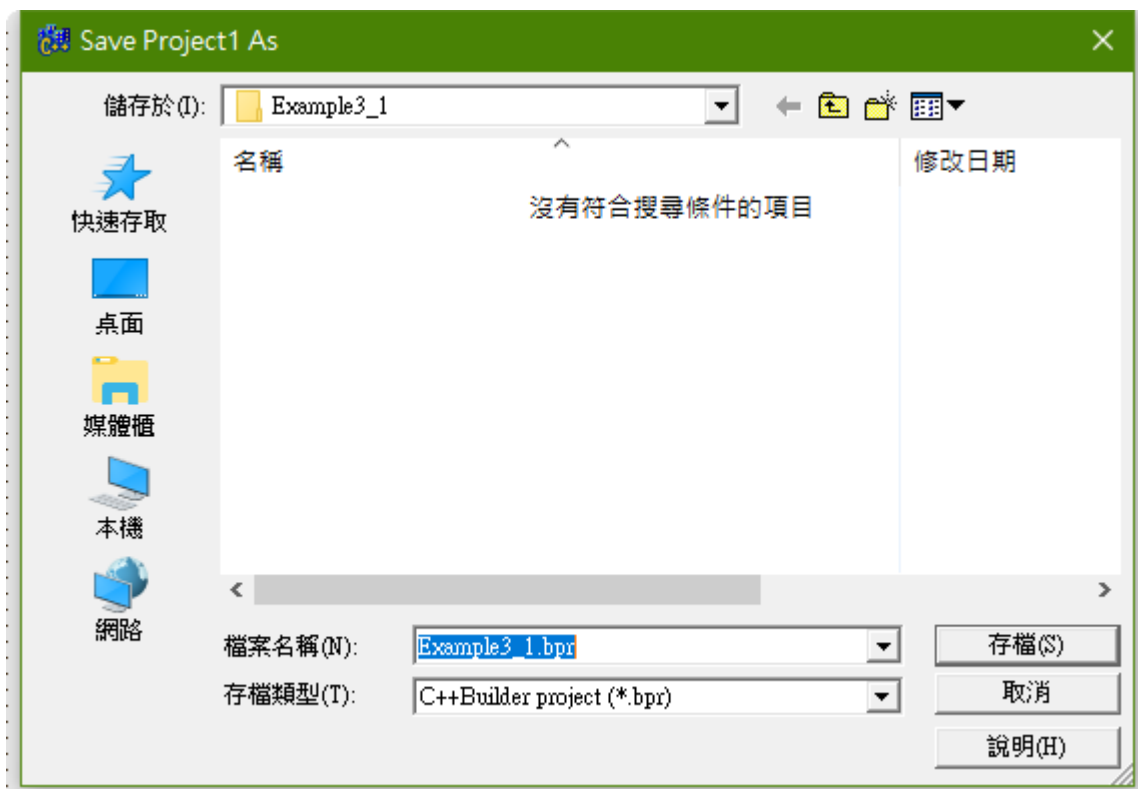 Save Project1 As
儲存於(I):
Example3_1
名稱
修改日期
沒有符合搜尋條件的項目
快速存取
桌面
媒體櫃
本機
網路
檔案名稱(N):
Example3_1.bpr
存檔(S)
存檔類型(T):
C++Builder project (*.bpr)
取消
說明(H)